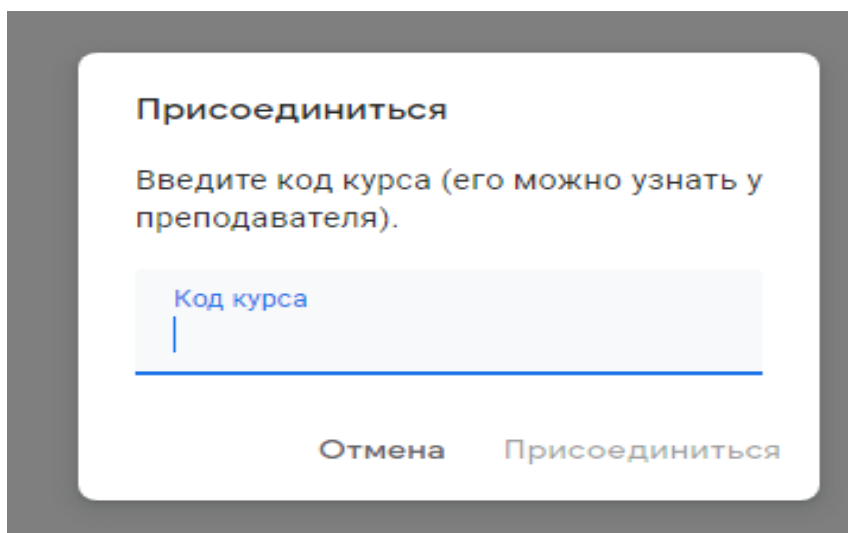 Присоединиться
Введите код курса (его можно узнать у
преподавателя).
Код курса
Отмена Присоединиться